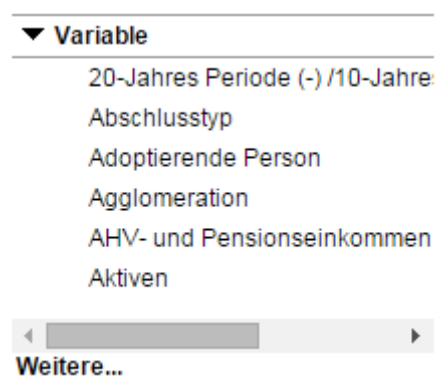 Variable
20-Jahres Periode (-) /10-Jahre
Abschlusstyp
Adoptierende Person
Agglomeration
AHV- und Pensionseinkommen
Aktiven
Weitere...